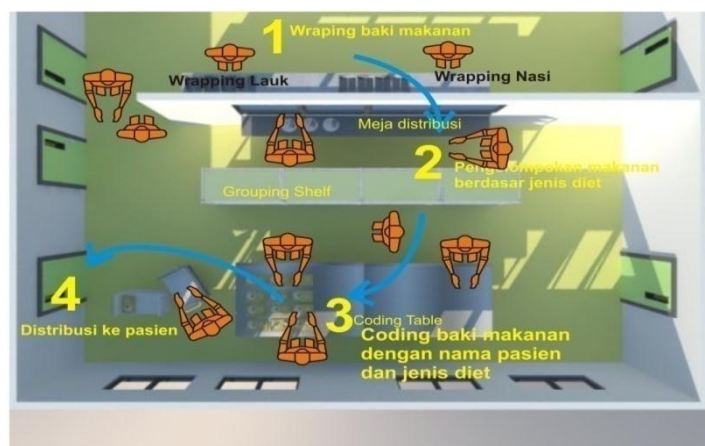 1 Wraping baki makanan
Wrapping Lauk
Wrapping Nasi
Meja distribusi
2 Pengelompokan makanan
berdasar jenis diet
Grouping Shelf
4
Distribusi ke pasien
3 Coding Table
Coding baki makanan
dengan nama pasien
dan jenis diet